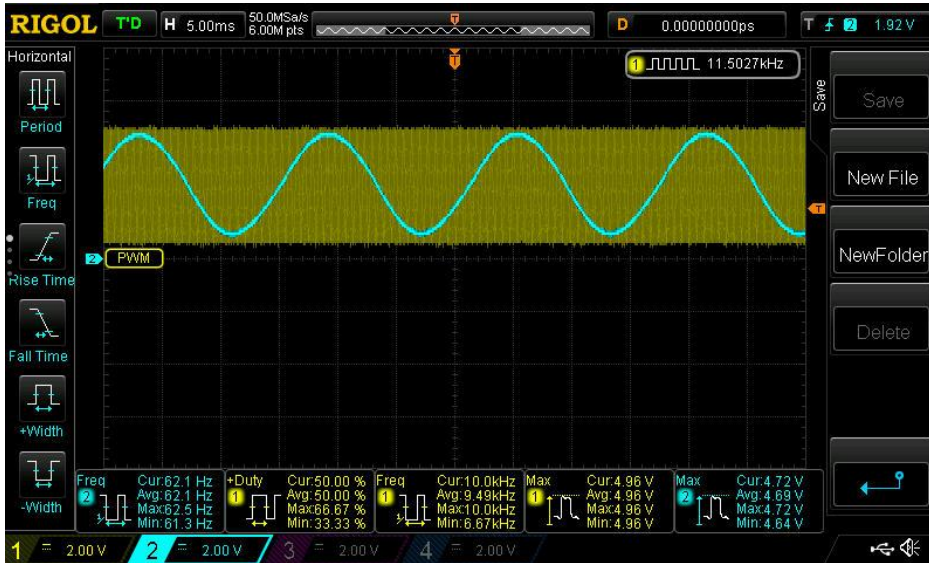 RIGOL T'D H 5.00ms 50.0MSa/s 6.00M pts D 0.00000000ps T 2 1.92 V
Horizontal
T
1 11.5027kHz
Save
Save
Period
New File
Freq
T
2 PWM
NewFolder
Rise Time
Delete
Fall Time
+Width
-Width
Freq
2
Cur:62.1 Hz
Avg:62.1 Hz
Max:62.5 Hz
Min:61.3 Hz
+Duty
1
Cur:50.00 %
Avg:50.00 %
Max:66.67 %
Min:33.33 %
Freq
1
Cur:10.0kHz
Avg:9.49kHz
Max:10.0kHz
Min:6.67kHz
Max
1
Cur:4.96 V
Avg:4.96 V
Max:4.96 V
Min:4.96 V
Max
2
Cur:4.72 V
Avg:4.69 V
Max:4.72 V
Min:4.64 V
1 = 2.00 V 2 = 2.00 V 3 = 2.00 V 4 = 2.00 V